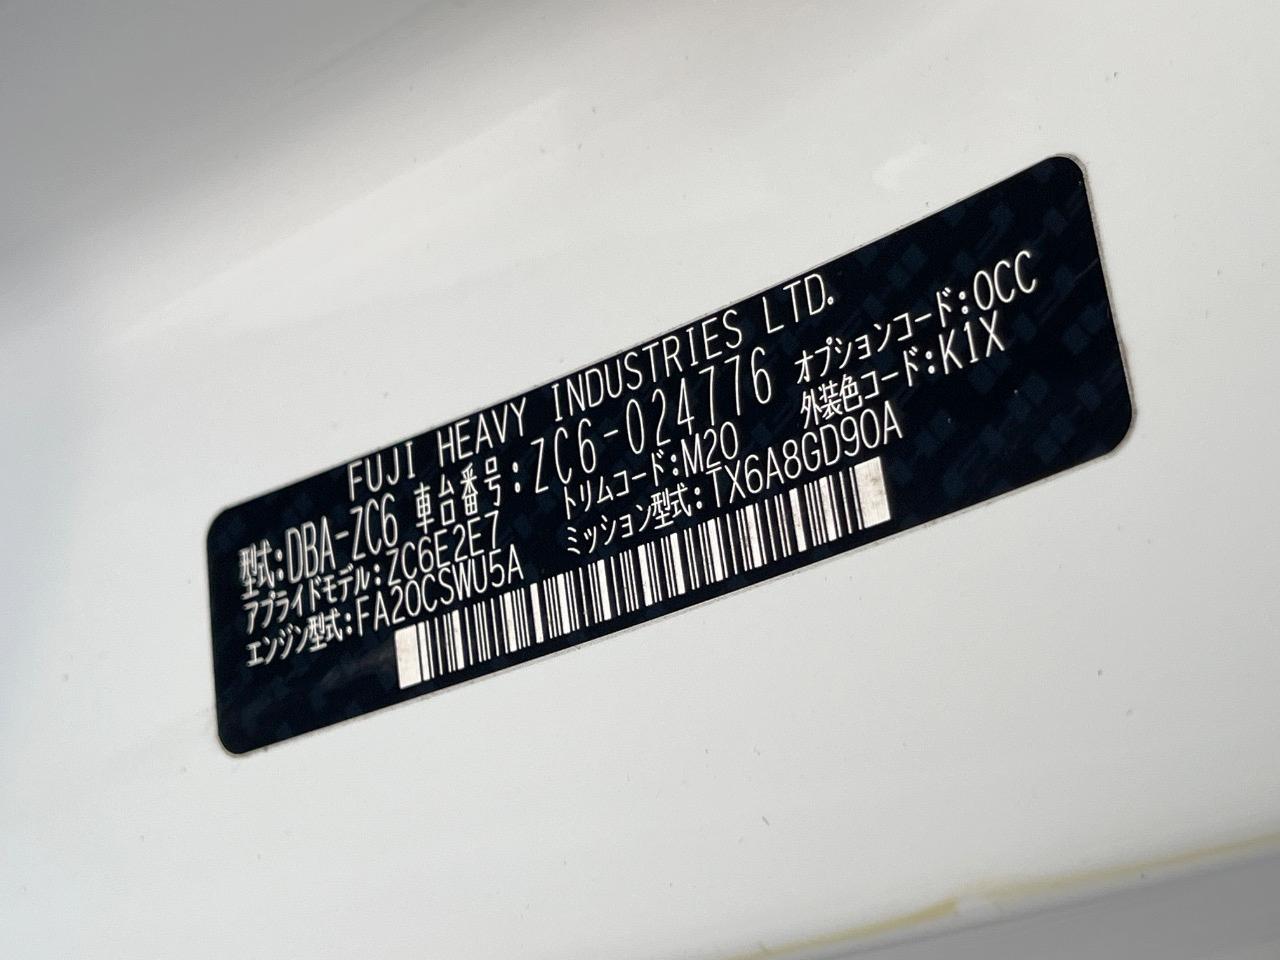 FUJI HEAVY INDUSTRIES LTD.
型式:DBA-ZC6 車台番号:ZC6-024776 オプションコード:0CC
アプライドモデル:ZC6E2E7 トリムコード:M20 外装色コード:K1X
エンジン型式:FA20CSWU5A ミッション型式:TX6A8GD90A